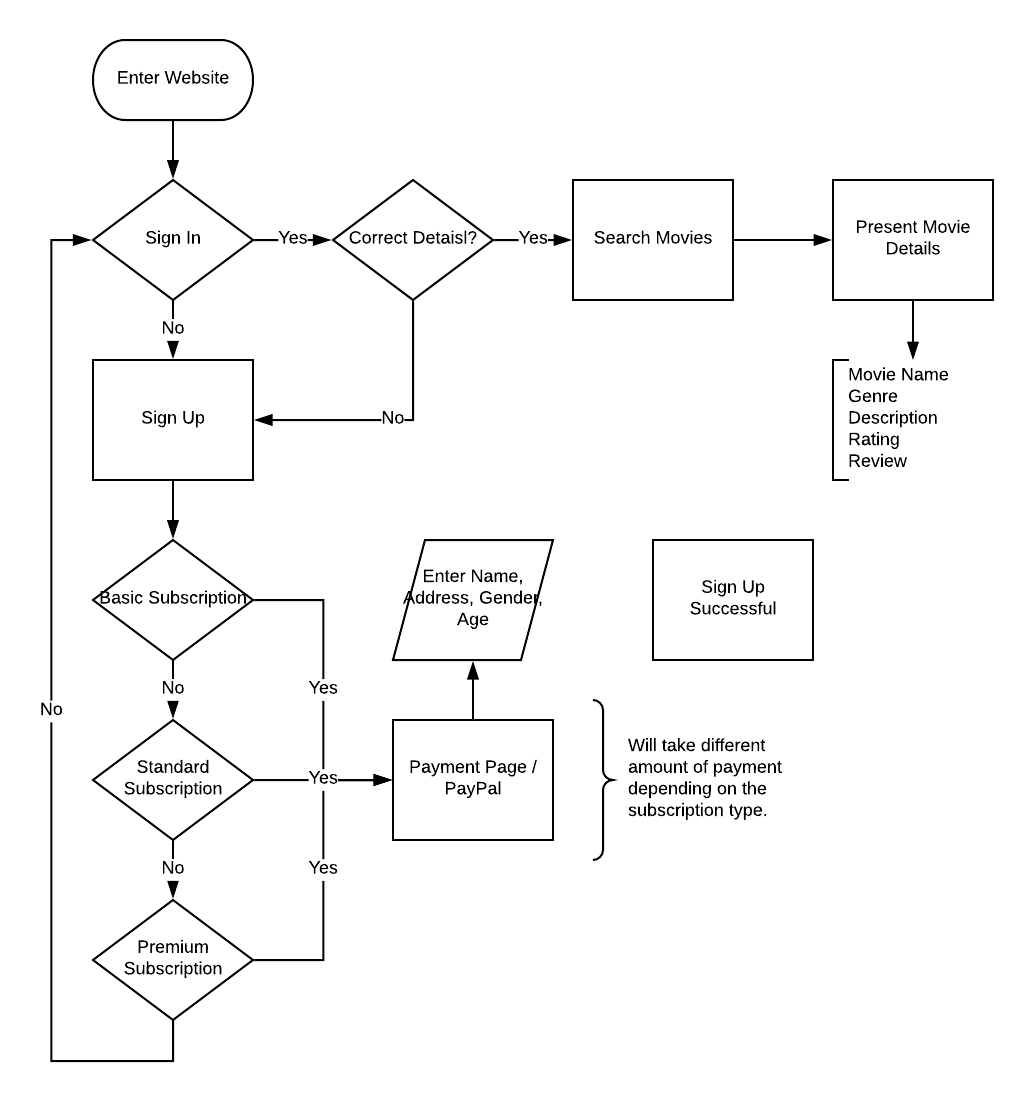 Enter Website
Sign In
Yes
Correct Detaisl?
Yes
Search Movies
Present Movie
Details
No
Sign Up
No
Movie Name
Genre
Description
Rating
Review
Basic Subscription
Enter Name,
Address, Gender,
Age
Sign Up
Successful
No
Yes
No
Standard
Subscription
Yes
Payment Page /
PayPal
Will take different
amount of payment
depending on the
subscription type.
No
Yes
Premium
Subscription